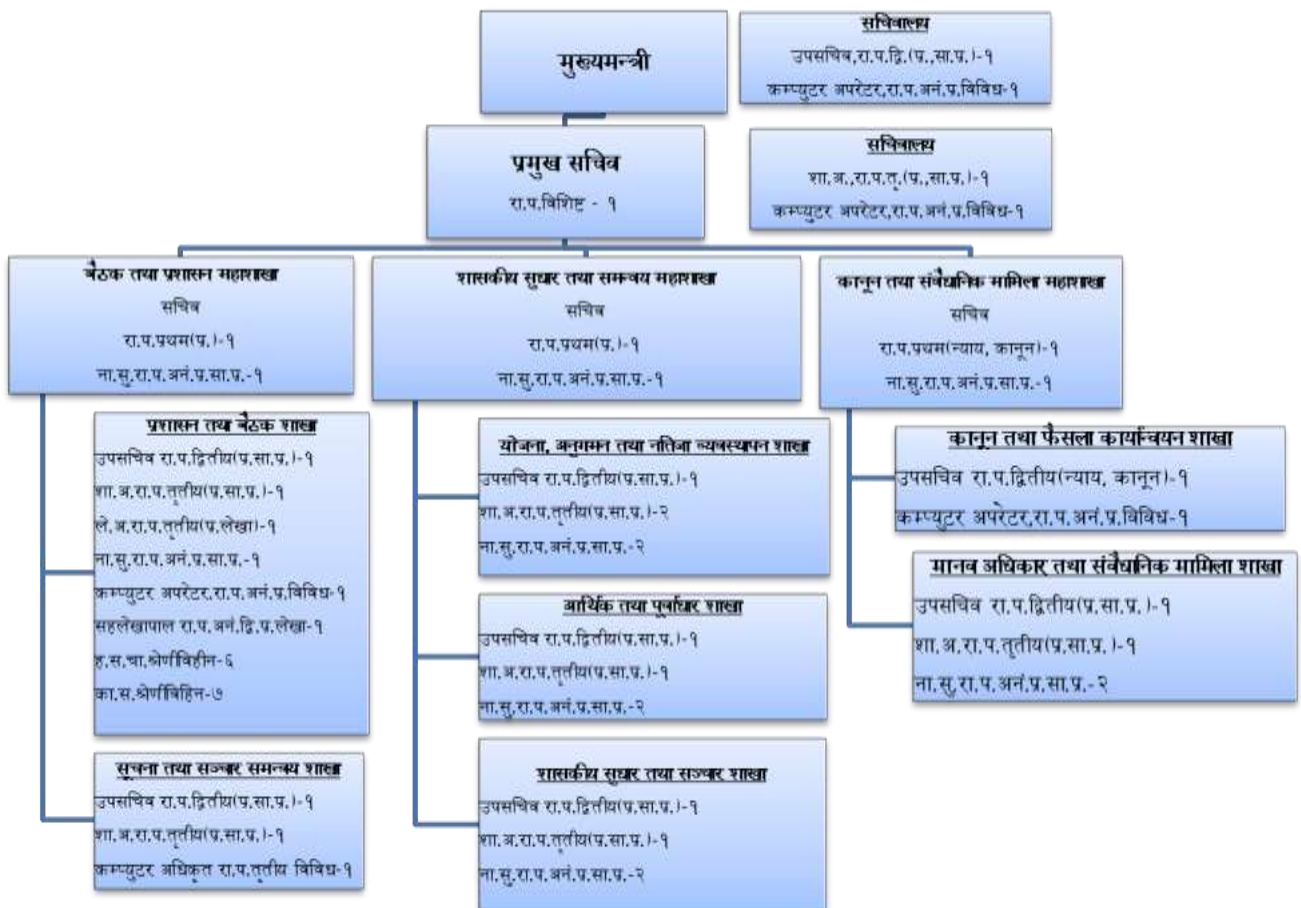 मुख्यमन्त्री
सचिवालय
उपसचिव,रा.प.द्वि.(प्र.,सा.प्र.)-१
कम्प्युटर अपरेटर,रा.प.अनं.प्र.विविध-१
प्रमुख सचिव
रा.प.विशिष्ट - १
सचिवालय
शा.अ.,रा.प.तृ.(प्र.,सा.प्र.)-१
कम्प्युटर अपरेटर,रा.प.अनं.प्र.विविध-१
बैठक तथा प्रशासन महाशाखा
सचिव
रा.प.प्रथम(प्र.)-१
ना.सु.रा.प.अनं.प्र.सा.प्र.-१
प्रशासन तथा बैठक शाखा
उपसचिव रा.प.द्वितीय(प्र.सा.प्र.)-१
शा.अ.रा.प.तृतीय(प्र.सा.प्र.)-१
ले.अ.रा.प.तृतीय(प्र.लेखा)-१
ना.सु.रा.प.अनं.प्र.सा.प्र.-१
कम्प्युटर अपरेटर,रा.प.अनं.प्र.विविध-१
सहलेखापाल रा.प.अनं.द्वि.प्र.लेखा-१
ह.स.चा.श्रेणीविहीन-६
का.स.श्रेणीविहिन-७
सूचना तथा सञ्चार समन्वय शाखा
उपसचिव रा.प.द्वितीय(प्र.सा.प्र.)-१
शा.अ.रा.प.तृतीय(प्र.सा.प्र.)-१
कम्प्युटर अधिकृत रा.प.तृतीय विविध-१
शासकीय सुधार तथा समन्वय महाशाखा
सचिव
रा.प.प्रथम(प्र.)-१
ना.सु.रा.प.अनं.प्र.सा.प्र.-१
योजना, अनुगमन तथा नतिजा व्यवस्थापन शाखा
उपसचिव रा.प.द्वितीय(प्र.सा.प्र.)-१
शा.अ.रा.प.तृतीय(प्र.सा.प्र.)-२
ना.सु.रा.प.अनं.प्र.सा.प्र.-२
आर्थिक तथा पूर्वाधार शाखा
उपसचिव रा.प.द्वितीय(प्र.सा.प्र.)-१
शा.अ.रा.प.तृतीय(प्र.सा.प्र.)-१
ना.सु.रा.प.अनं.प्र.सा.प्र.-२
शासकीय सुधार तथा सञ्चार शाखा
उपसचिव रा.प.द्वितीय(प्र.सा.प्र.)-१
शा.अ.रा.प.तृतीय(प्र.सा.प्र.)-१
ना.सु.रा.प.अनं.प्र.सा.प्र.-२
कानून तथा संवैधानिक मामिला महाशाखा
सचिव
रा.प.प्रथम(न्याय, कानून)-१
ना.सु.रा.प.अनं.प्र.सा.प्र.-१
कानून तथा फैसला कार्यान्वयन शाखा
उपसचिव रा.प.द्वितीय(न्याय, कानून)-१
कम्प्युटर अपरेटर,रा.प.अनं.प्र.विविध-१
मानव अधिकार तथा संवैधानिक मामिला शाखा
उपसचिव रा.प.द्वितीय(प्र.सा.प्र.)-१
शा.अ.रा.प.तृतीय(प्र.सा.प्र.)-१
ना.सु.रा.प.अनं.प्र.सा.प्र.-२